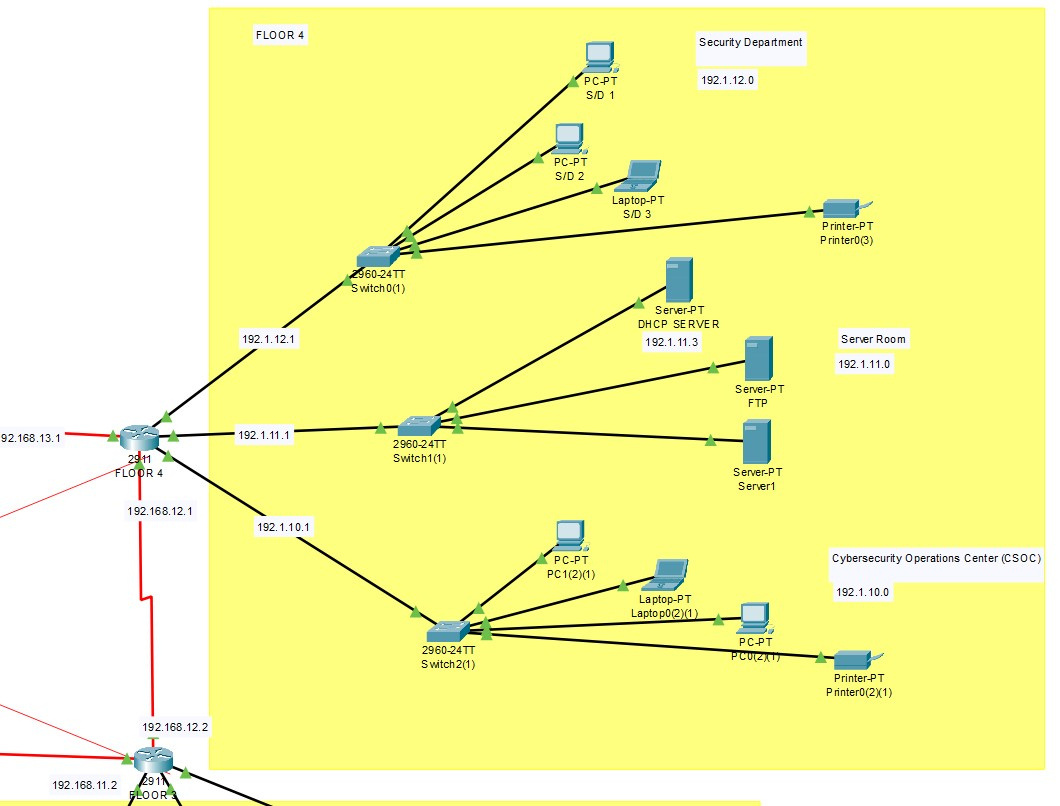 FLOOR 4
Security Department
192.1.12.0
PC-PT
S/D 1
PC-PT
S/D 2
Laptop-PT
S/D 3
Printer-PT
Printer0(3)
2960-24TT
Switch0(1)
192.1.12.1
Server-PT
DHCP SERVER
192.1.11.3
Server Room
192.1.11.0
Server-PT
FTP
2960-24TT
Switch1(1)
192.1.11.1
Server-PT
Server1
92.168.13.1
2911
FLOOR 4
192.168.12.1
192.1.10.1
Cybersecurity Operations Center (CSOC)
192.1.10.0
PC-PT
PC1(2)(1)
Laptop-PT
Laptop0(2)(1)
PC-PT
PC0(2)(1)
2960-24TT
Switch2(1)
Printer-PT
Printer0(2)(1)
192.168.12.2
192.168.11.2
2911
FLOOR 3